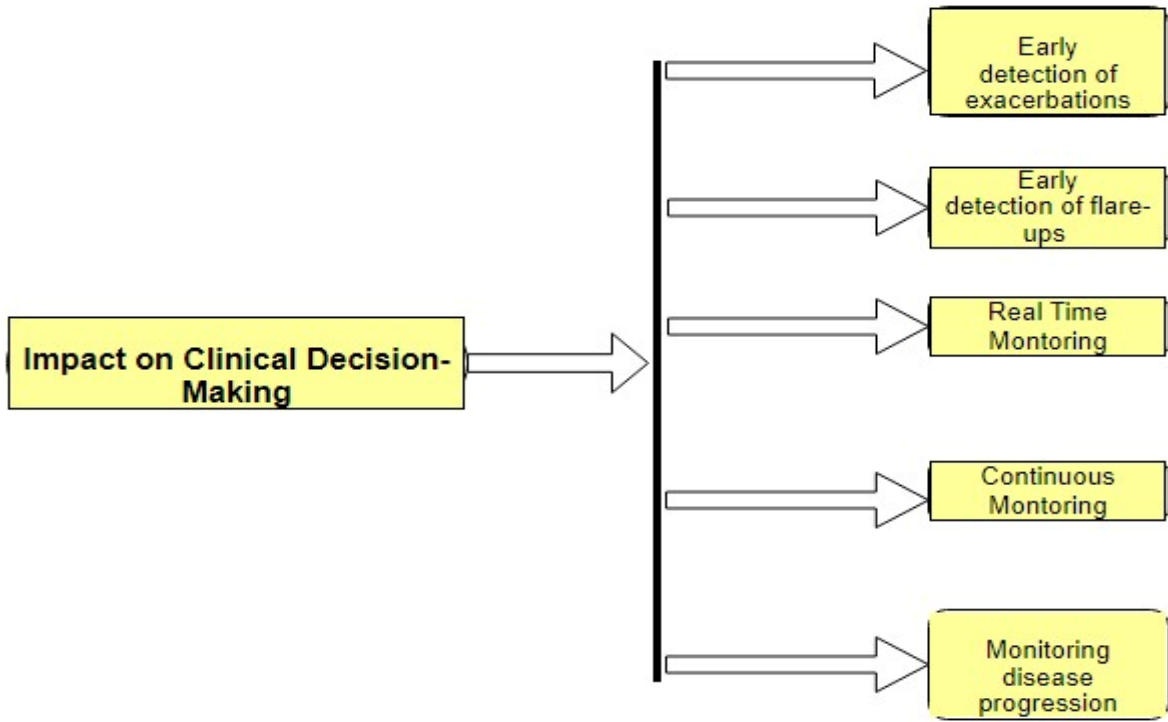 Early
detection of
exacerbations
Early
detection of flare-
ups
Real Time
Montoring
Impact on Clinical Decision-
Making
Continuous
Montoring
Monitoring
disease
progression